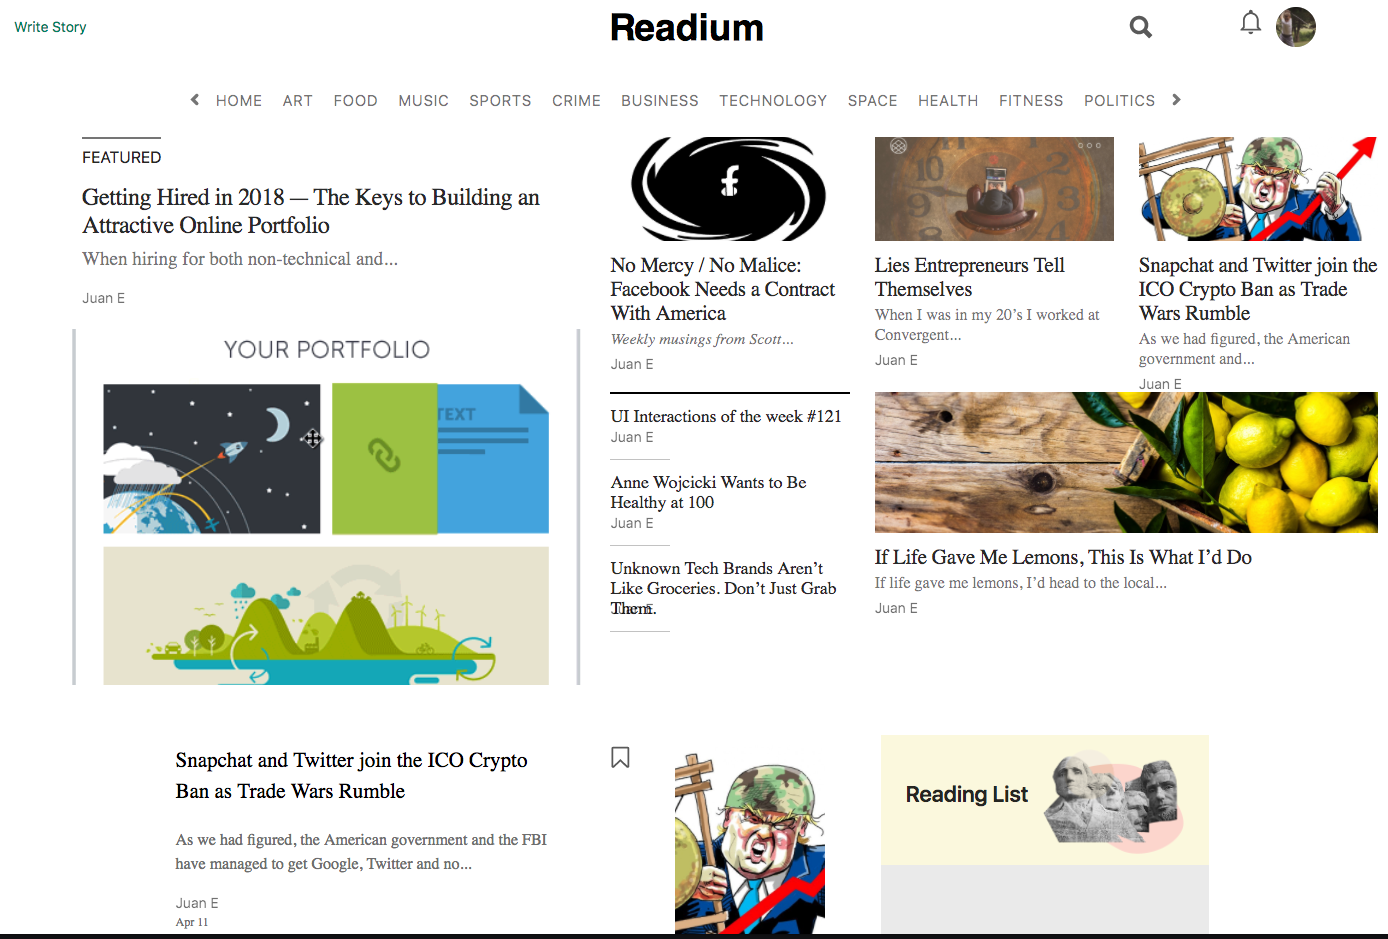 Write Story
Readium
HOME ART FOOD MUSIC SPORTS CRIME BUSINESS TECHNOLOGY SPACE HEALTH FITNESS POLITICS
FEATURED
Getting Hired in 2018 — The Keys to Building an
Attractive Online Portfolio
When hiring for both non-technical and...
Juan E
YOUR PORTFOLIO
TEXT
f
No Mercy / No Malice:
Facebook Needs a Contract
With America
Weekly musings from Scott...
Juan E
UI Interactions of the week #121
Juan E
Anne Wojcicki Wants to Be
Healthy at 100
Juan E
Unknown Tech Brands Aren’t
Like Groceries. Don’t Just Grab
Them.
Juan E
10
9
8
1
2
3
Lies Entrepreneurs Tell
Themselves
When I was in my 20’s I worked at
Convergent...
Juan E
Snapchat and Twitter join the
ICO Crypto Ban as Trade
Wars Rumble
As we had figured, the American
government and...
Juan E
If Life Gave Me Lemons, This Is What I’d Do
If life gave me lemons, I’d head to the local...
Juan E
Snapchat and Twitter join the ICO Crypto
Ban as Trade Wars Rumble
As we had figured, the American government and the FBI
have managed to get Google, Twitter and no...
Juan E
Apr 11
Reading List